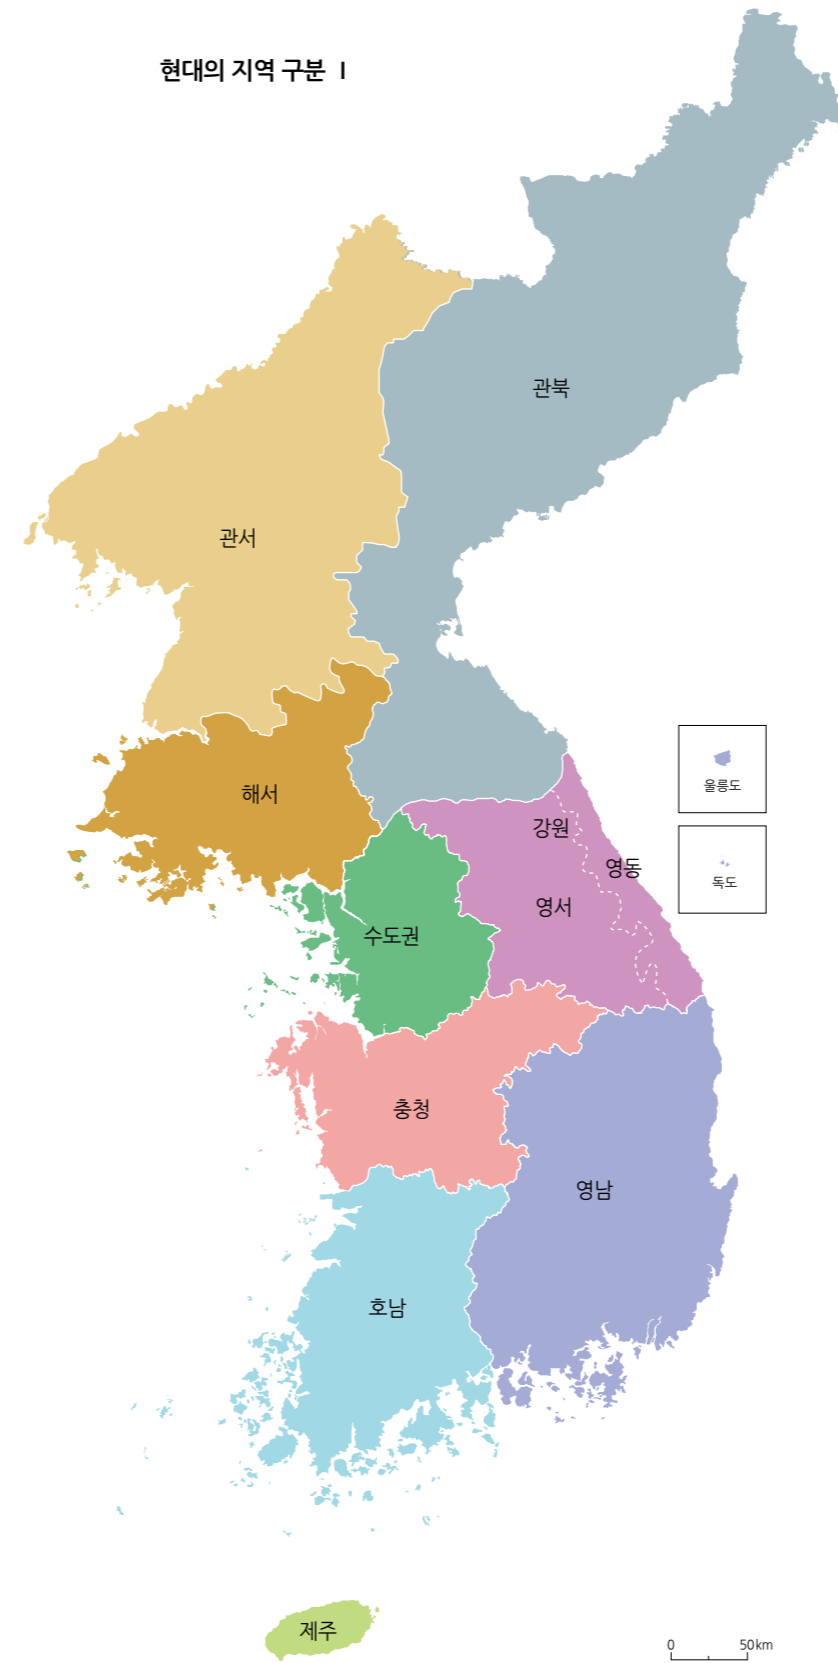 현대의 지역 구분 I
관북
관서
울릉도
해서
강원
영동
독도
영서
수도권
충청
영남
호남
제주
0 50km